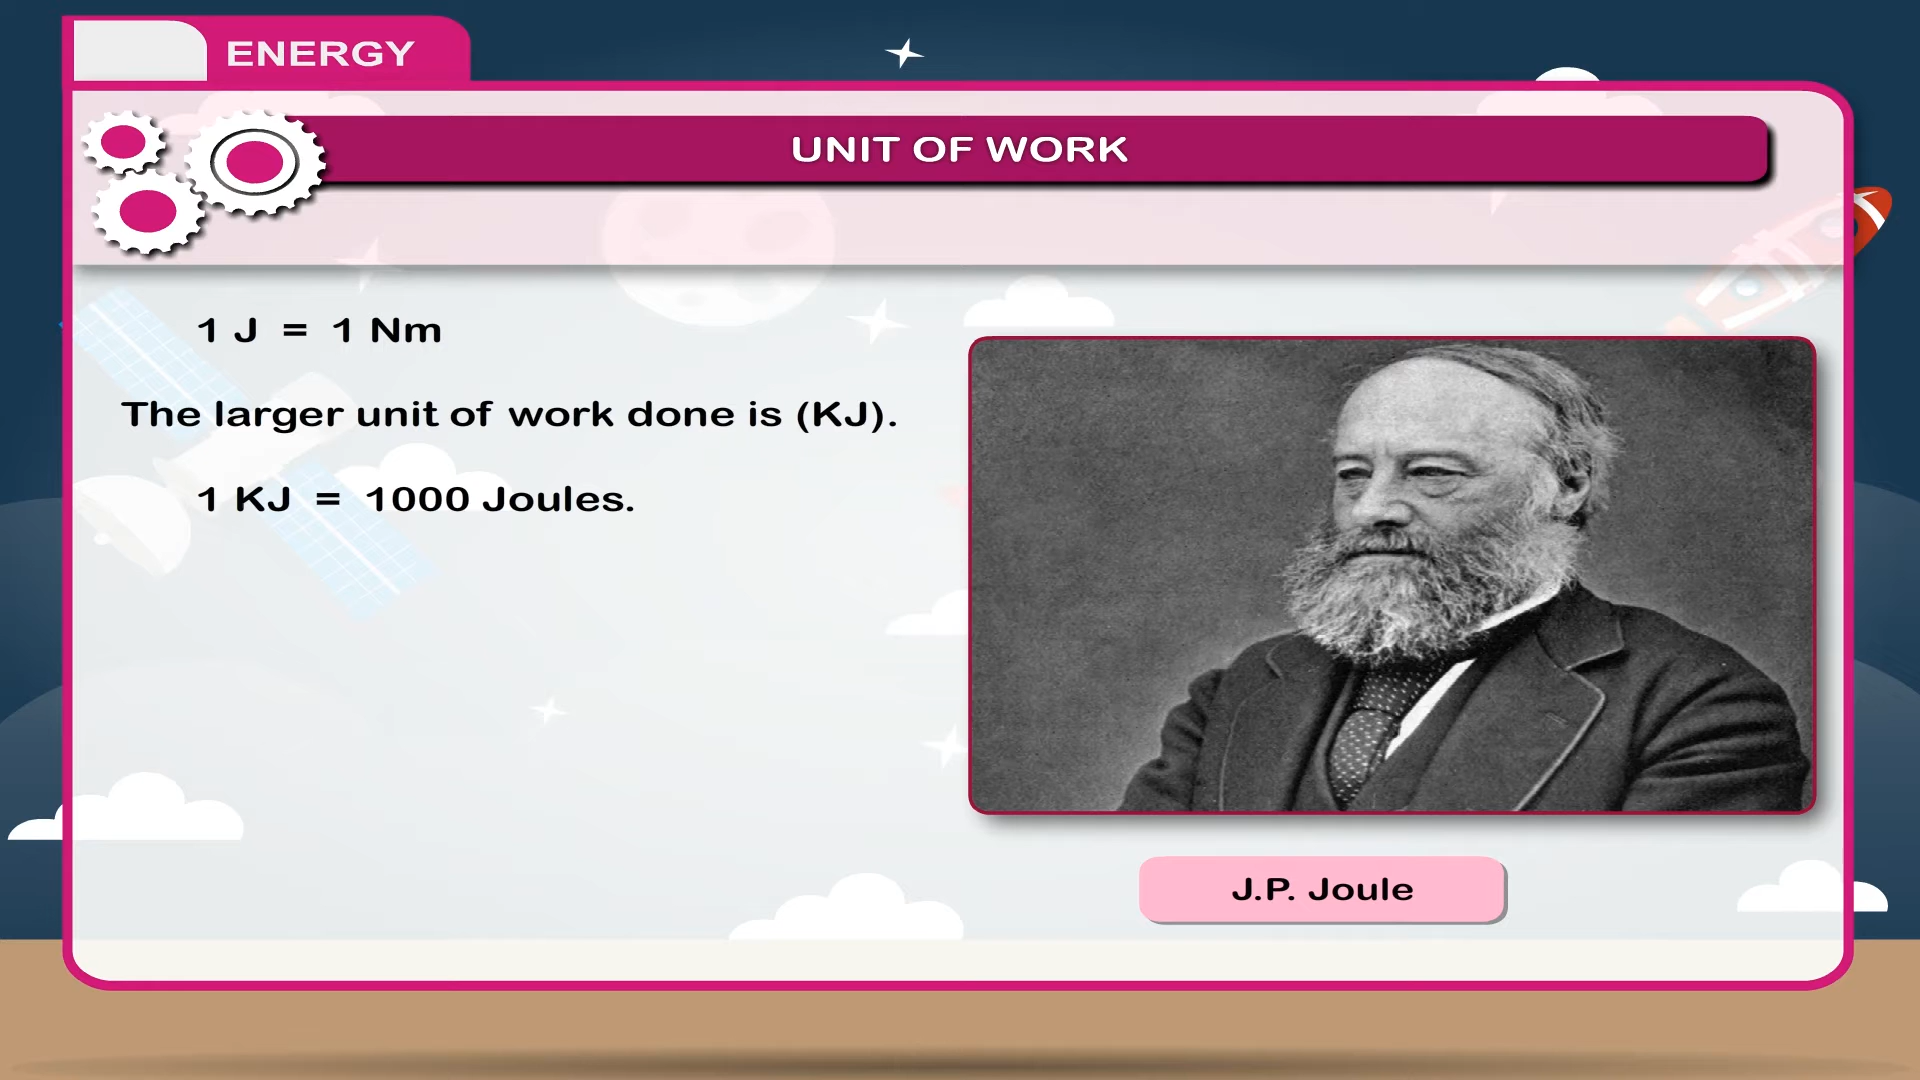 ENERGY
UNIT OF WORK
1 J = 1 Nm
The larger unit of work done is (KJ).
1 KJ = 1000 Joules.
J.P. Joule